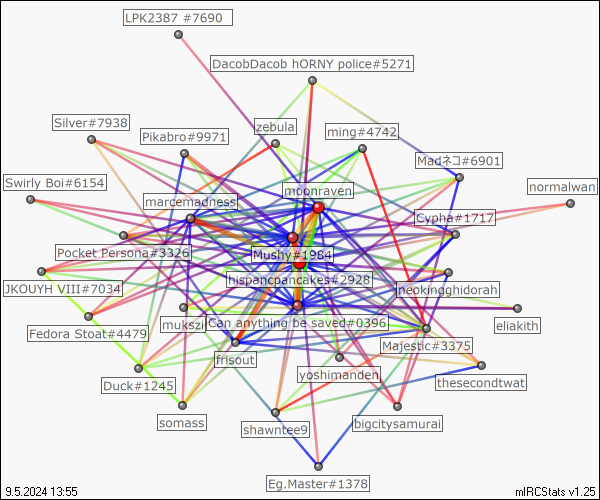 LPK2387 #7690
DacobDacob hORNY police#5271
Silver#7938
zebula
ming#4742
Pikabro#9971
Madネコ#6901
Swirly Boi#6154
moonraven
normalwan
marcemadness
Cypha#1717
Pocket Persona#3326
Mushy#1984
hispancpancakes#2928
JKOUYH VIII#7034
neokingghidorah
mukszi
Can anything be saved#0396
eliakith
Fedora Stoat#4479
Majestic#3375
frisout
yoshimanden
Duck#1245
thesecondtwat
somass
shawntee9
bigcitysamurai
Eg.Master#1378
9.5.2024 13:55
mIRCStats v1.25